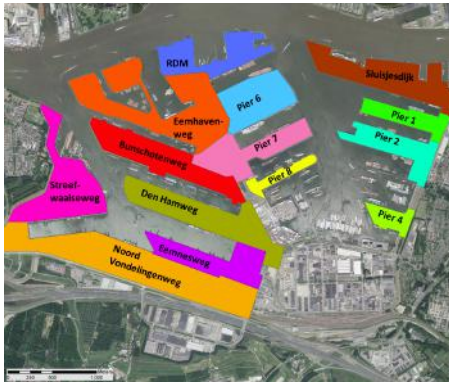 RDM
Sluisjesdijk
Eemhaven-
weg
Pier 6
Pier 1
Bunschotenweg
Pier 7
Pier 2
Pier 8
Streef-
waalseweg
Den Hamweg
Pier 4
Eemnesweg
Noord
Vondelingenweg